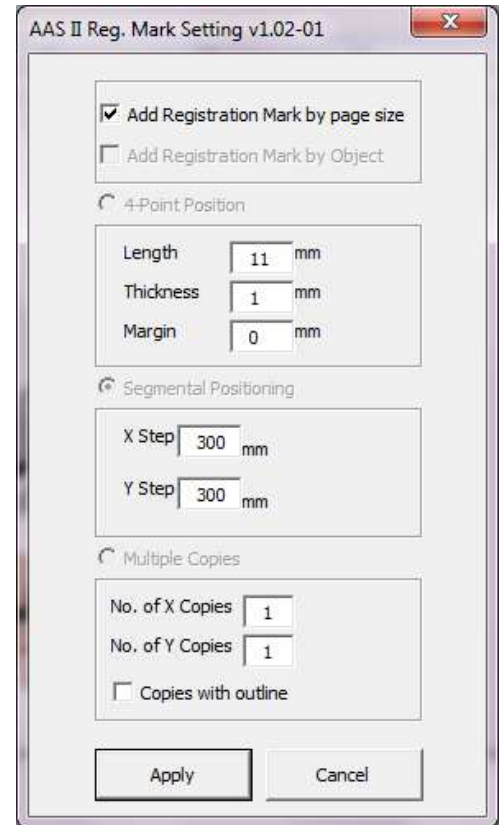 AAS II Reg. Mark Setting v1.02-01
Add Registration Mark by page size
Add Registration Mark by Object
4-Point Position
Length 11 mm
Thickness 1 mm
Margin 0 mm
Segmental Positioning
X Step 300 mm
Y Step 300 mm
Multiple Copies
No. of X Copies 1
No. of Y Copies 1
Copies with outline
Apply Cancel